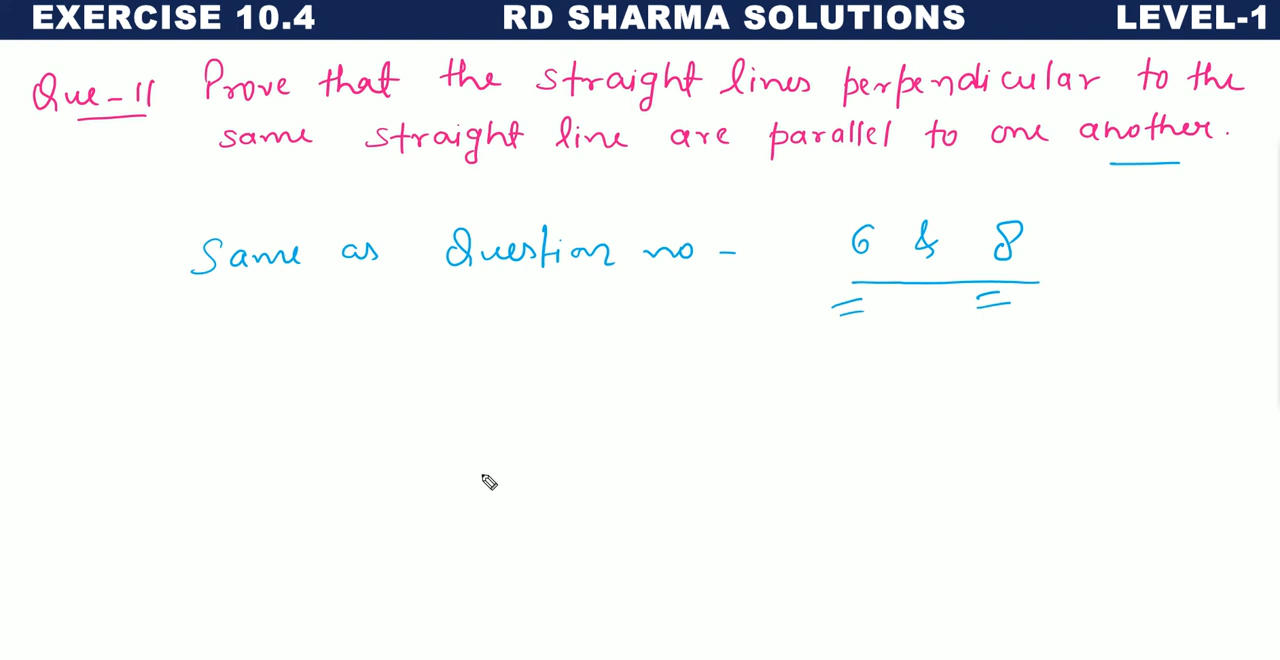 EXERCISE 10.4 RD SHARMA SOLUTIONS LEVEL-1
Que-11 Prove that the straight lines perpendicular to the
same straight line are parallel to one another.
Same as Question no - 6 & 8